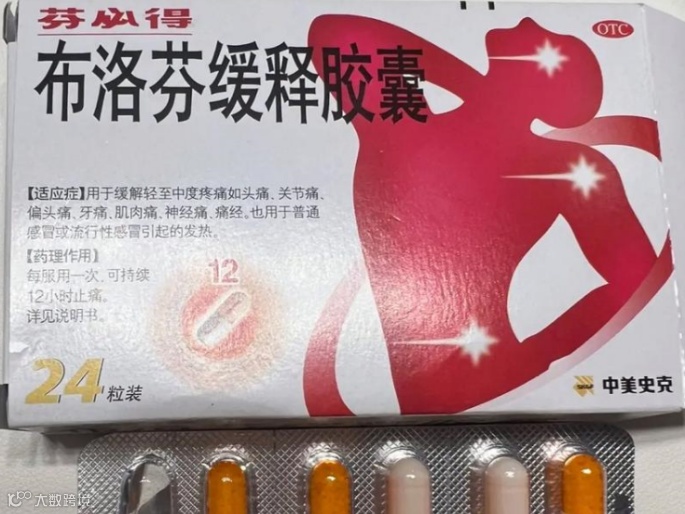 芬必得
OTC
布洛芬缓释胶囊
【适应症】用于缓解轻至中度疼痛如头痛、关节痛、
偏头痛、牙痛、肌肉痛、神经痛、痛经。也用于普通
感冒或流行性感冒引起的发热。
【药理作用】
每服用一次，可持续
12小时止痛。
详见说明书。
12
24粒装
中美史克
大数跨境